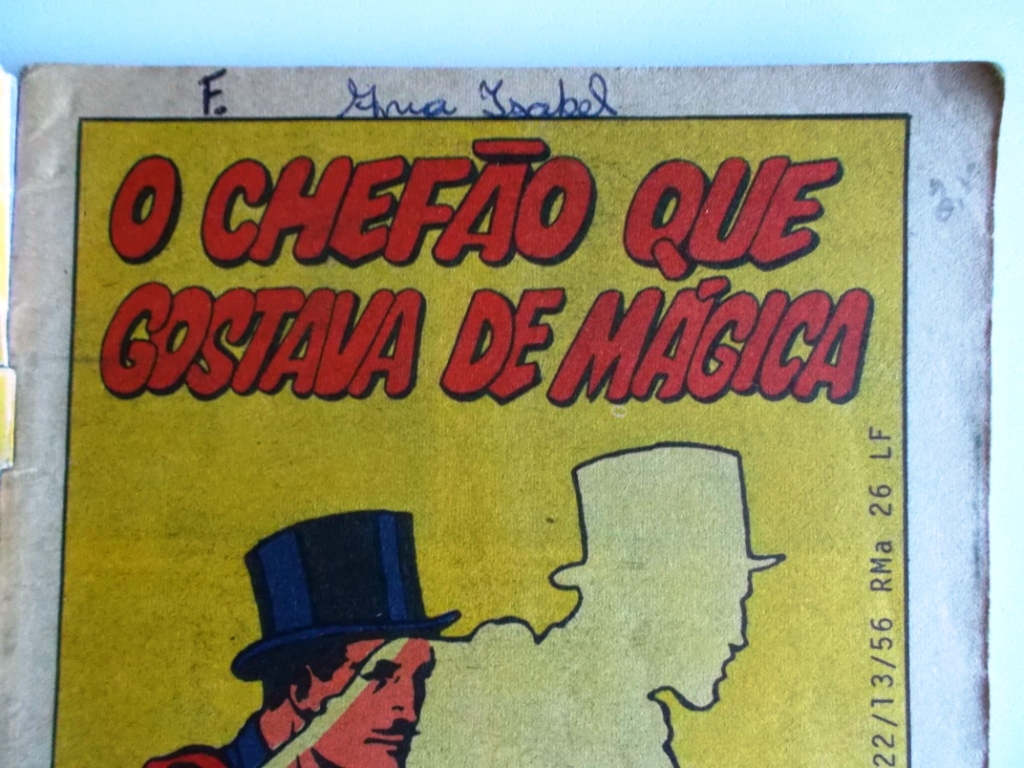 F. Ana Isabel
O CHEFÃO QUE
GOSTAVA DE MÁGICA
22/13/56 RMa 26 LF